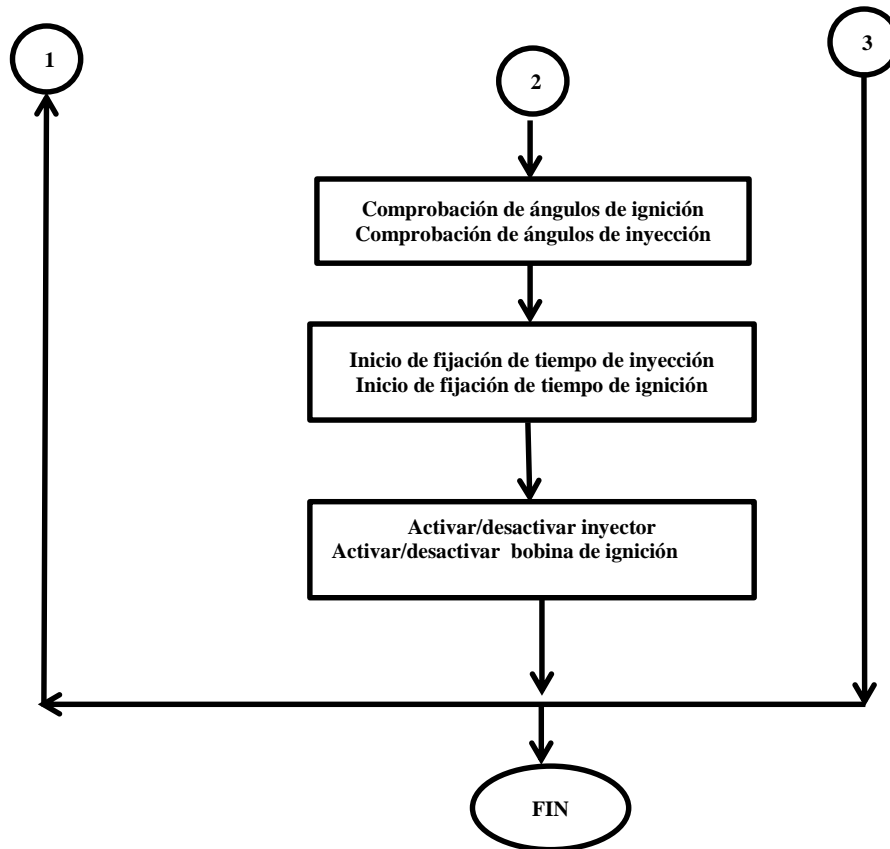 1
2
3
Comprobación de ángulos de ignición
Comprobación de ángulos de inyección
Inicio de fijación de tiempo de inyección
Inicio de fijación de tiempo de ignición
Activar/desactivar inyector
Activar/desactivar bobina de ignición
FIN